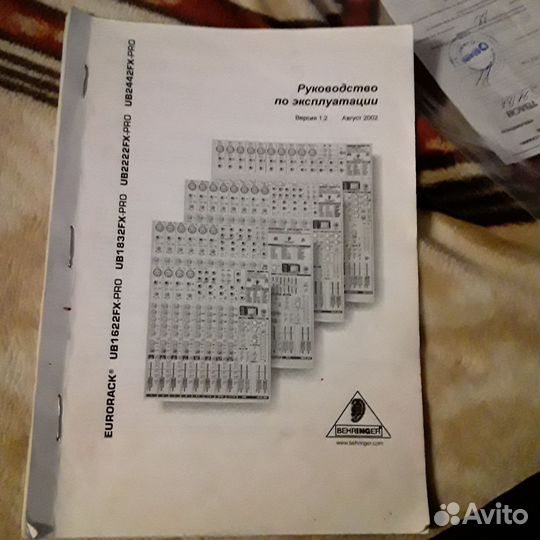 Руководство
по эксплуатации
Версия 1.2 Август 2002
EURORACK® UB1622FX-PRO UB1832FX-PRO UB2222FX-PRO UB2442FX-PRO
BEHRINGER
www.behringer.com
Avito